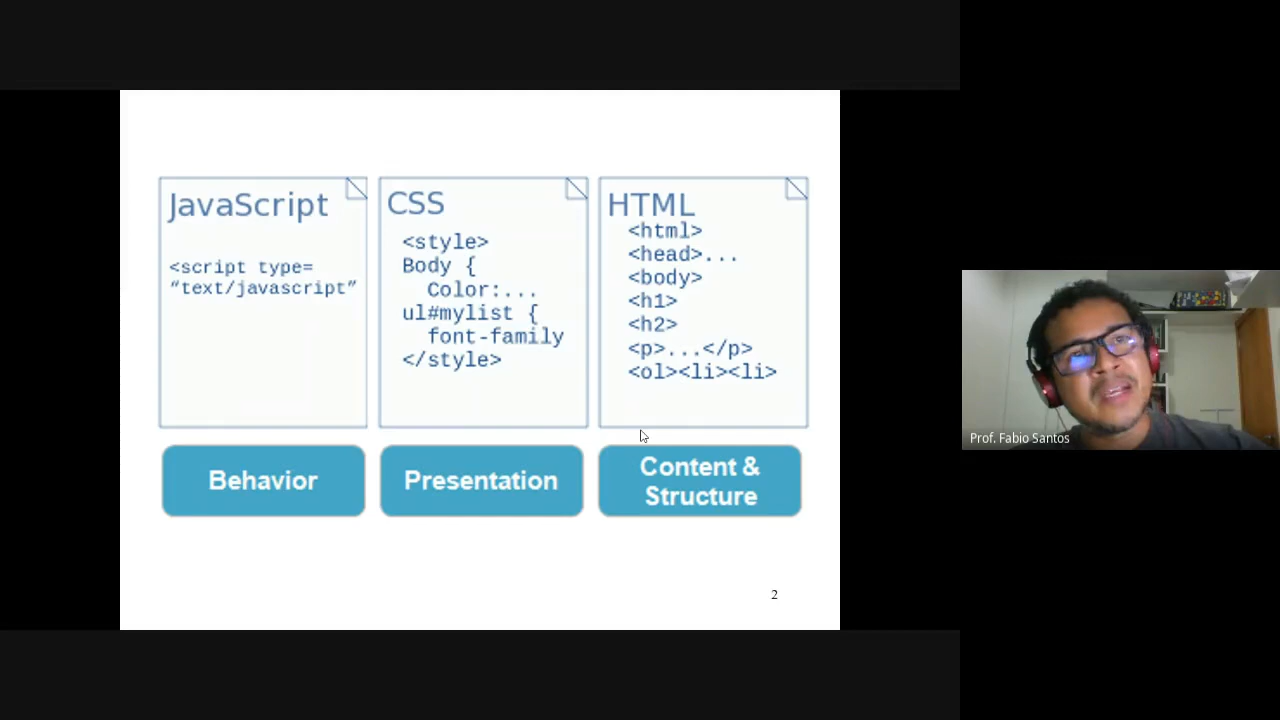 JavaScript
<script type=
“text/javascript”
CSS
<style>
Body {
Color:...
ul#mylist {
font-family
</style>
HTML
<html>
<head>...
<body>
<h1>
<h2>
<p>...</p>
<ol><li><li>
Behavior
Presentation
Content &
Structure
2
Prof. Fabio Santos